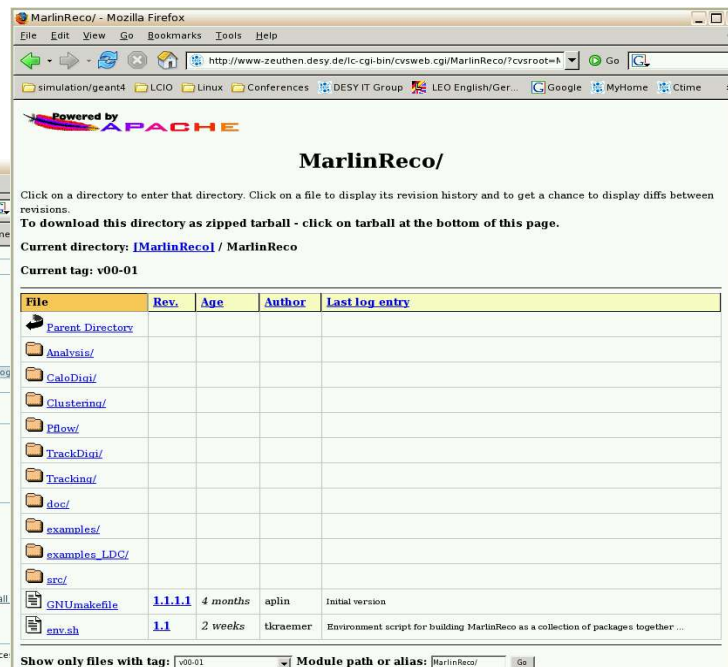 MarlinReco/ - Mozilla Firefox
File Edit View Go Bookmarks Tools Help
http://www-zeuthen.desy.de/lc-cgi-bin/cvsweb.cgi/MarlinReco/?cvsroot= Go
simulation/geant4 LCIO Linux Conferences DESY IT Group LEO English/Ger... Google MyHome Ctime
Powered by
APACHE
MarlinReco/
Click on a directory to enter that directory. Click on a file to display its revision history and to get a chance to display diffs between
revisions.
To download this directory as zipped tarball - click on tarball at the bottom of this page.
Current directory: [MarlinReco] / MarlinReco
Current tag: v00-01
File Rev. Age Author Last log entry
Parent Directory
Analysis/
CaloDigi/
Clustering/
Pflow/
TrackDigi/
Tracking/
doc/
examples/
examples_LDC/
src/
GNUmakefile 1.1.1.1 4 months aplin Initial version
env.sh 1.1 2 weeks tkraemer Environment script for building MarlinReco as a collection of packages together ...
Show only files with tag: v00-01 Module path or alias: MarlinReco/ Go